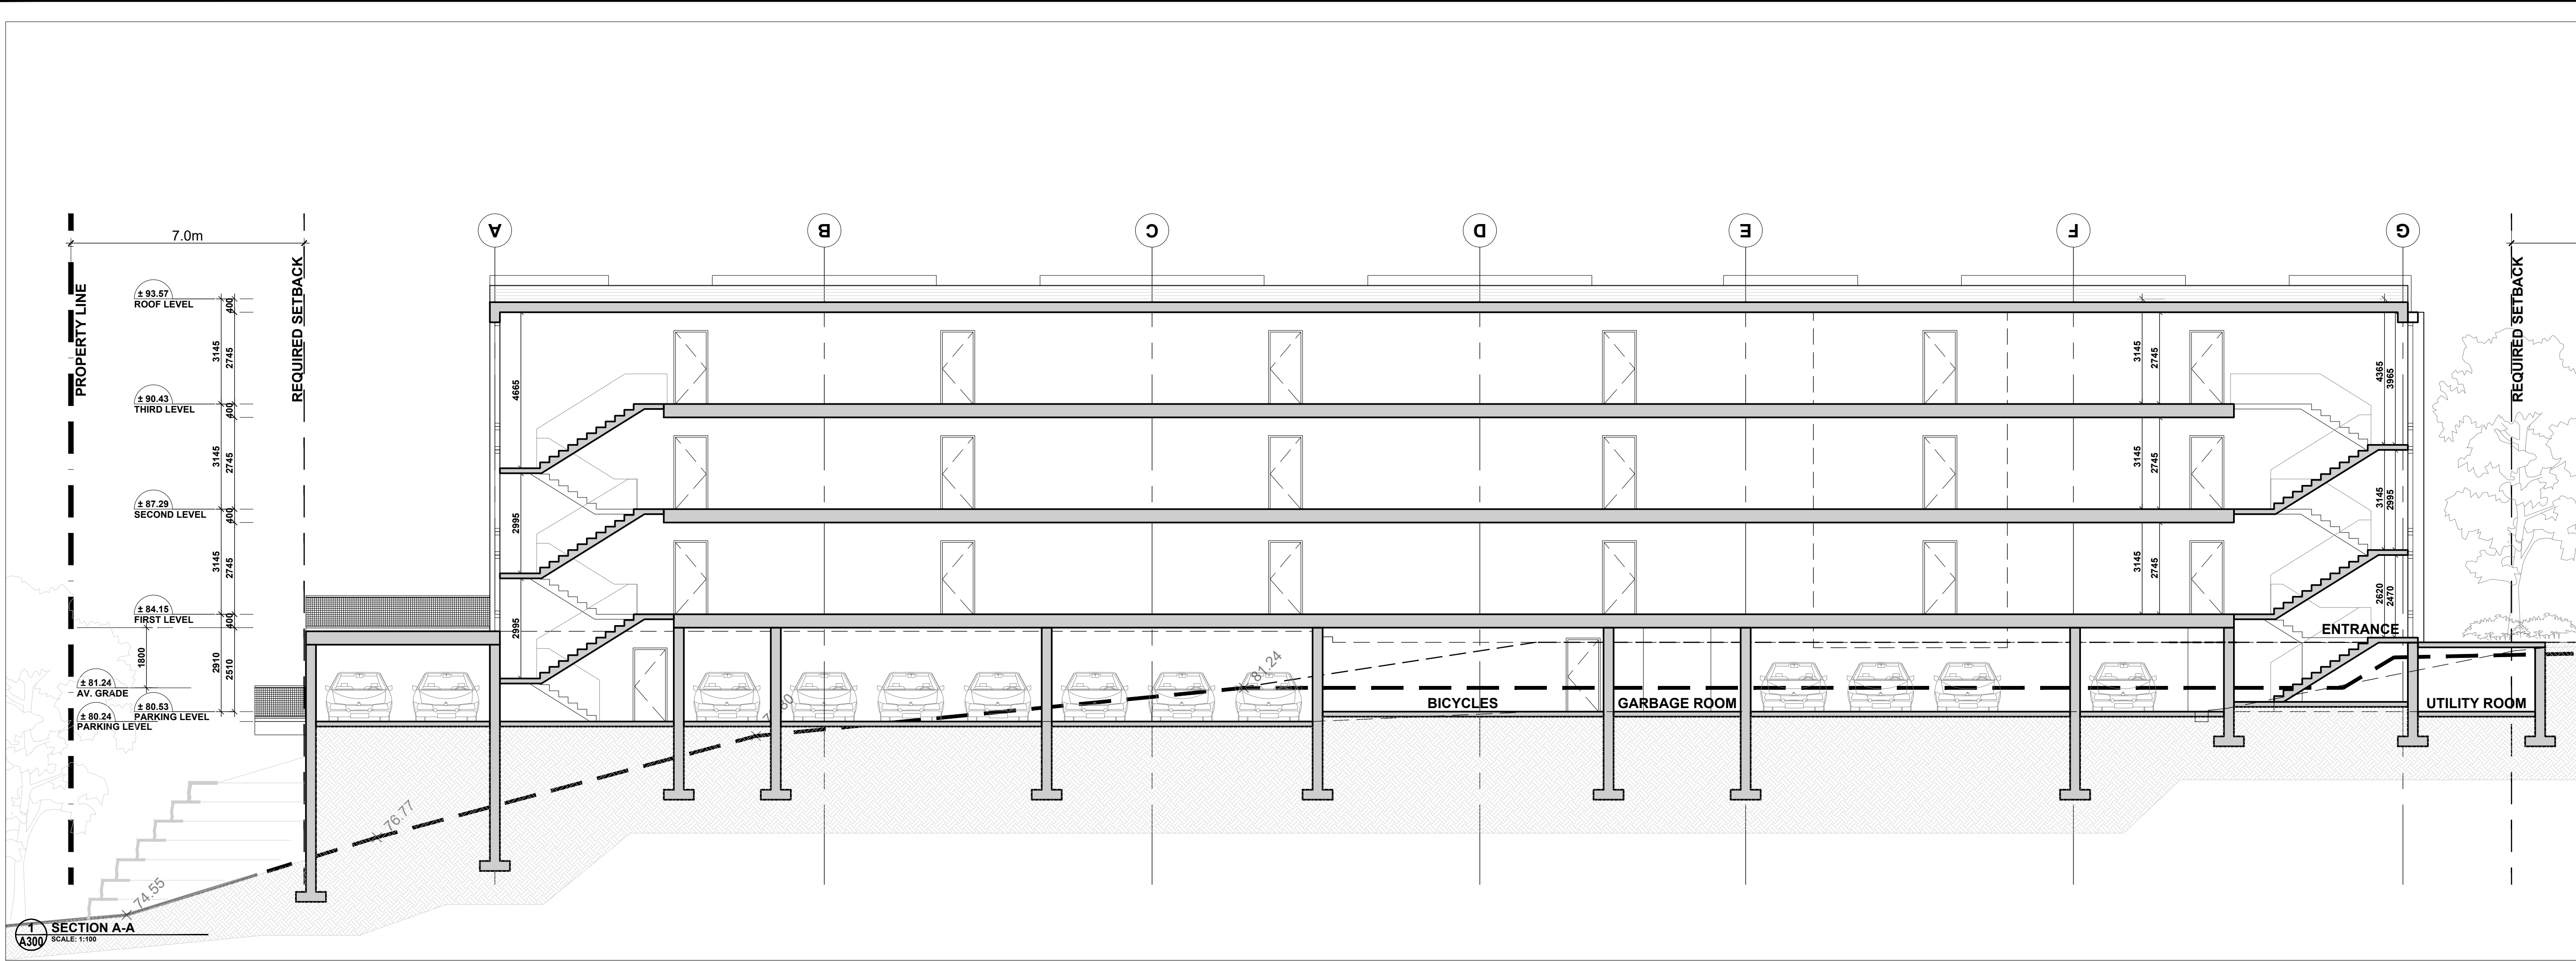 7.0m
PROPERTY LINE
REQUIRED SETBACK
A
B
C
D
E
F
G
REQUIRED SETBACK
± 93.57
ROOF LEVEL
400
3145
2745
± 90.43
THIRD LEVEL
400
3145
2745
± 87.29
SECOND LEVEL
400
3145
2745
± 84.15
FIRST LEVEL
400
1800
2910
2510
± 81.24
AV. GRADE
± 80.53
PARKING LEVEL
± 80.24
PARKING LEVEL
4665
2995
2995
3145
2745
3145
2745
3145
2745
4365
3965
3145
2995
2620
2470
ENTRANCE
BICYCLES
GARBAGE ROOM
UTILITY ROOM
81.24
76.77
74.55
1
A300
SECTION A-A
SCALE: 1:100